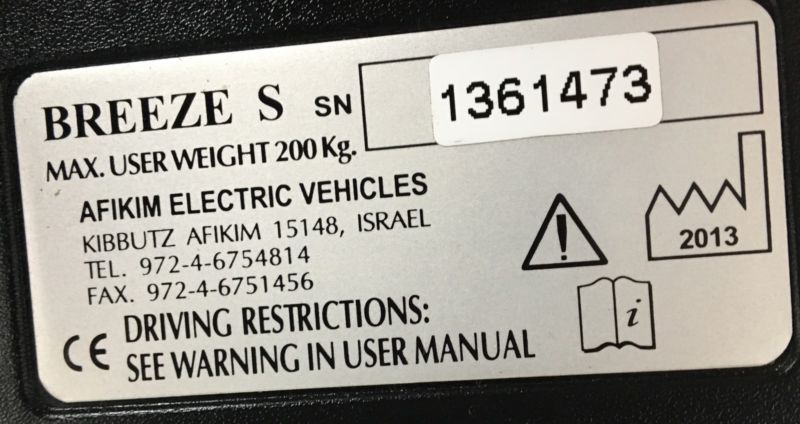 BREEZE S SN 1361473
MAX. USER WEIGHT 200 Kg.
AFIKIM ELECTRIC VEHICLES
KIBBUTZ AFIKIM 15148, ISRAEL
TEL. 972-4-6754814
FAX. 972-4-6751456
2013
i
CE DRIVING RESTRICTIONS:
SEE WARNING IN USER MANUAL